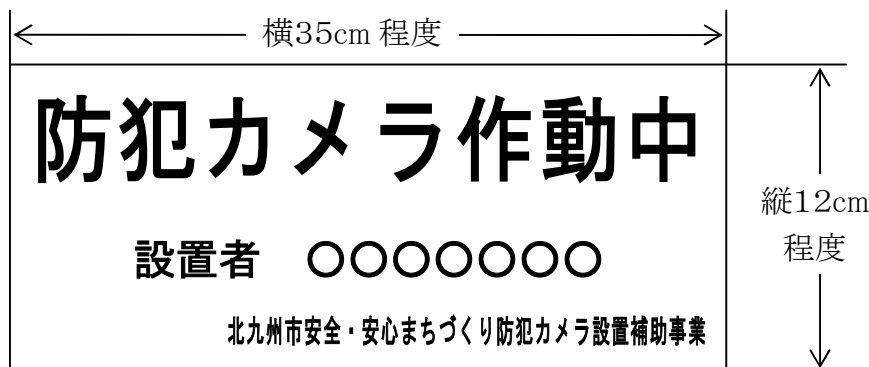 横35cm 程度
防犯カメラ作動中
設置者　○○○○○○○
北九州市安全・安心まちづくり防犯カメラ設置補助事業
縦12cm
程度